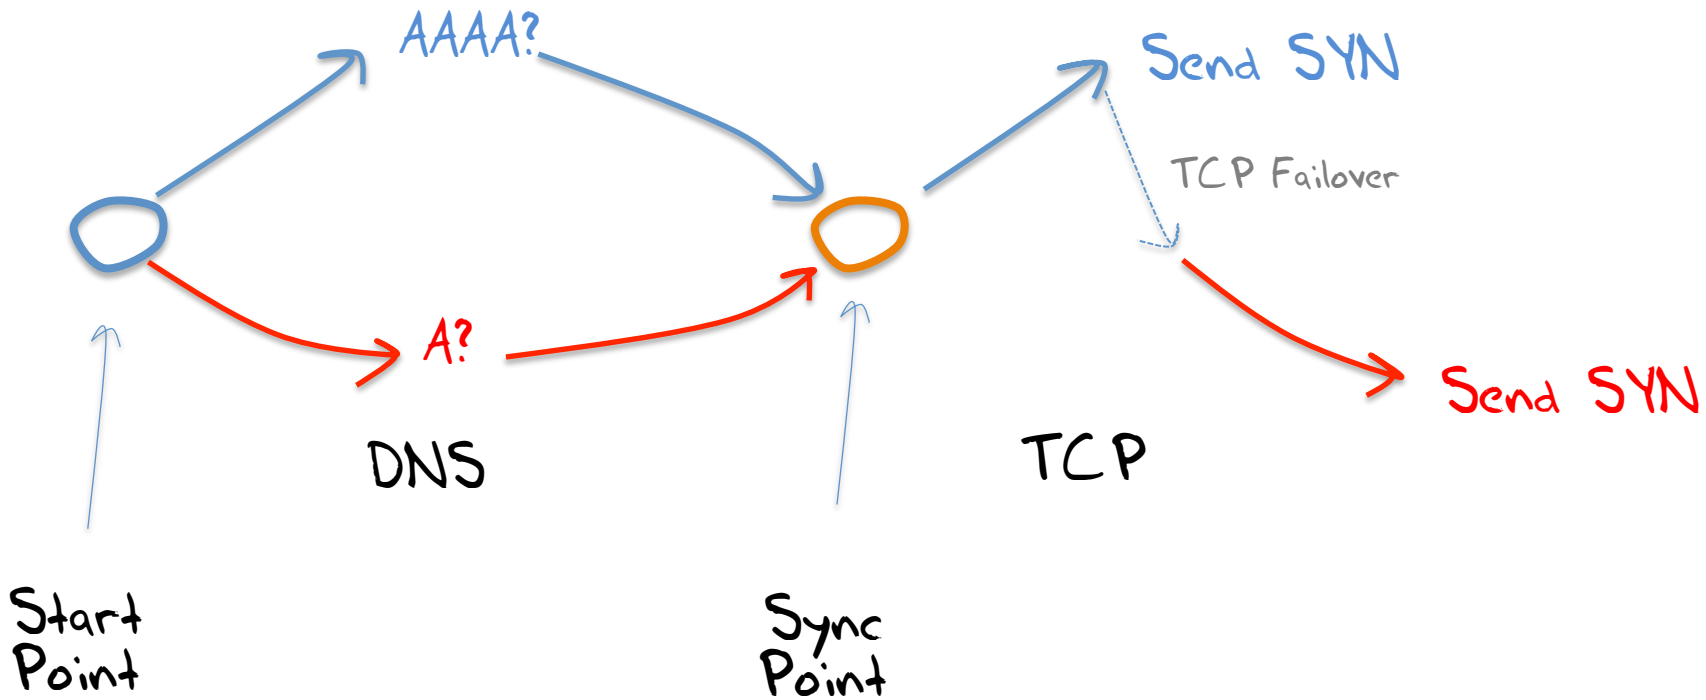 AAAA?
Send SYN
TCP Failover
A?
Send SYN
DNS
TCP
Start
Point
Sync
Point